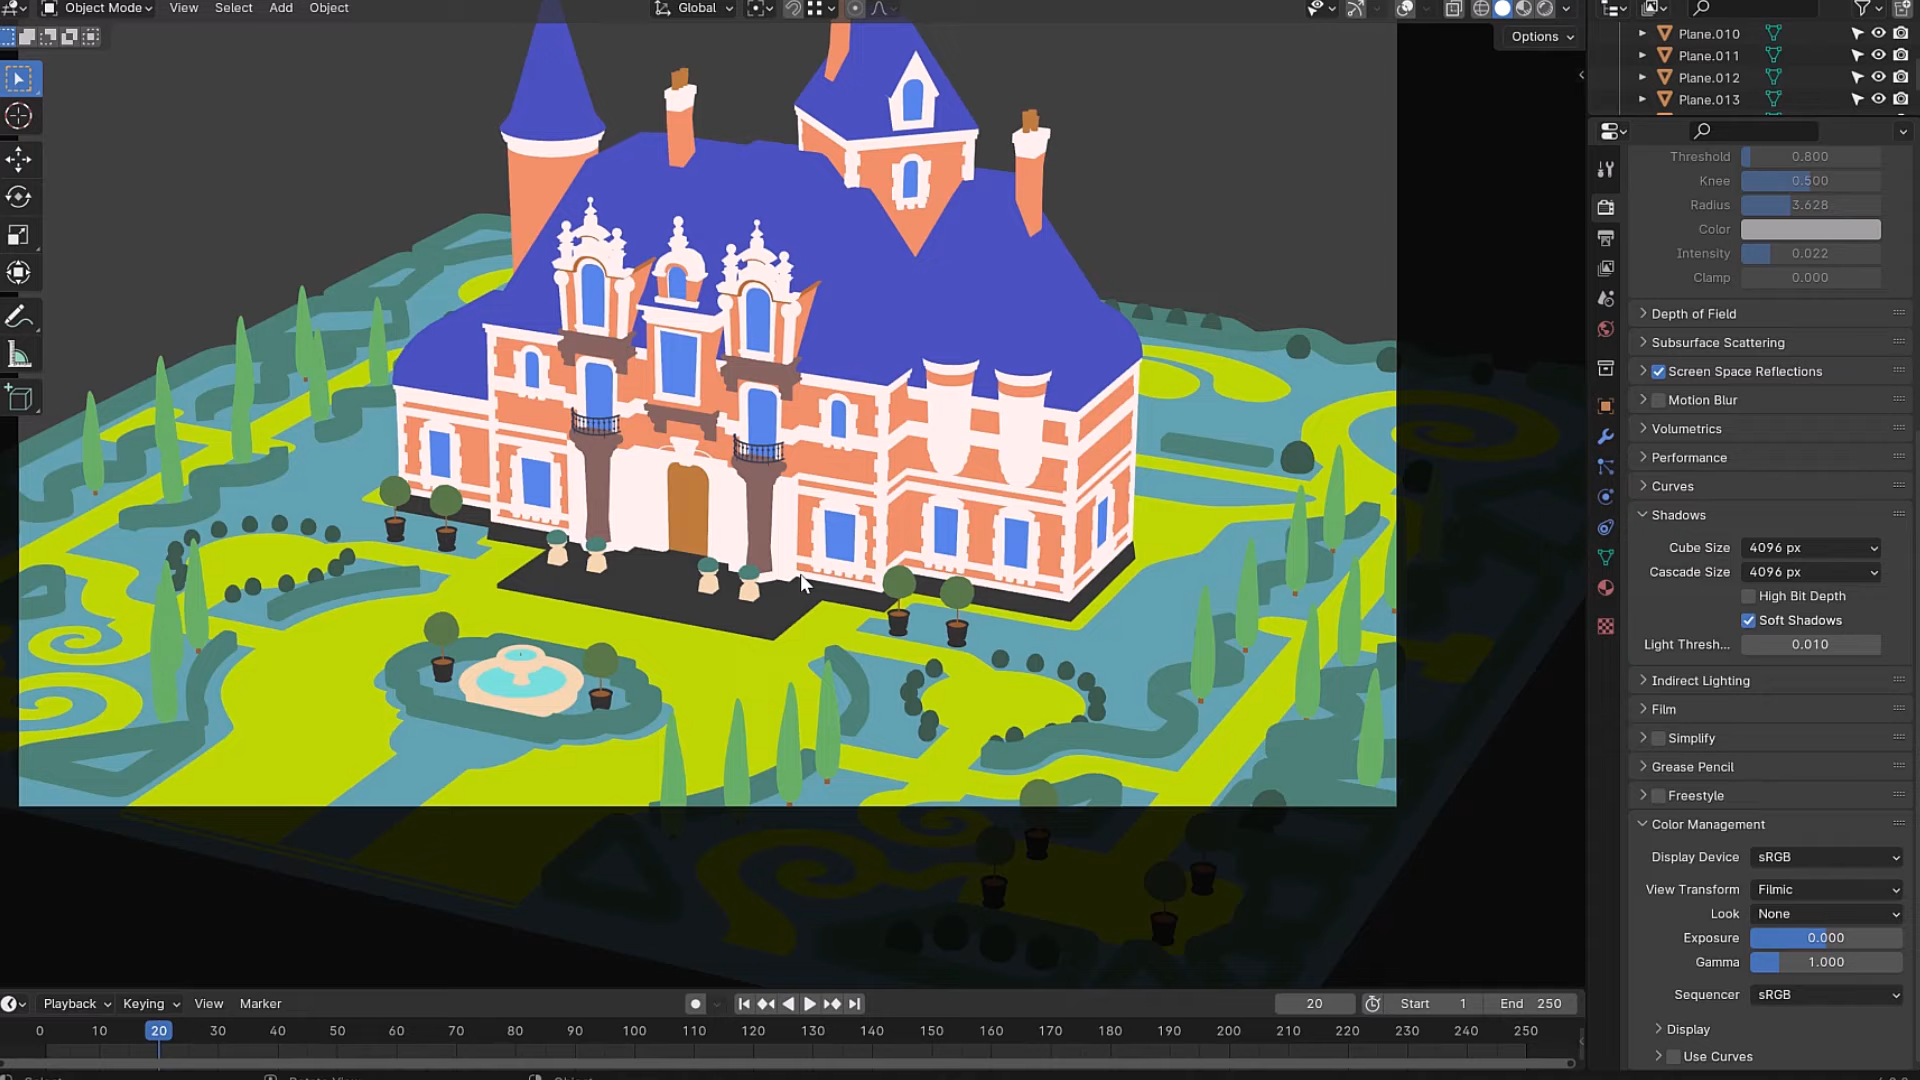 Object Mode View Select Add Object Global
Options
Plane.010
Plane.011
Plane.012
Plane.013
Threshold 0.800
Knee 0.500
Radius 3.628
Color
Intensity 0.022
Clamp 0.000
Depth of Field
Subsurface Scattering
Screen Space Reflections
Motion Blur
Volumetrics
Performance
Curves
Shadows
Cube Size 4096 px
Cascade Size 4096 px
High Bit Depth
Soft Shadows
Light Thresh... 0.010
Indirect Lighting
Film
Simplify
Grease Pencil
Freestyle
Color Management
Display Device sRGB
View Transform Filmic
Look None
Exposure 0.000
Gamma 1.000
Sequencer sRGB
Display
Use Curves
Playback Keying View Marker 20 Start 1 End 250
0 10 20 30 40 50 60 70 80 90 100 110 120 130 140 150 160 170 180 190 200 210 220 230 240 250